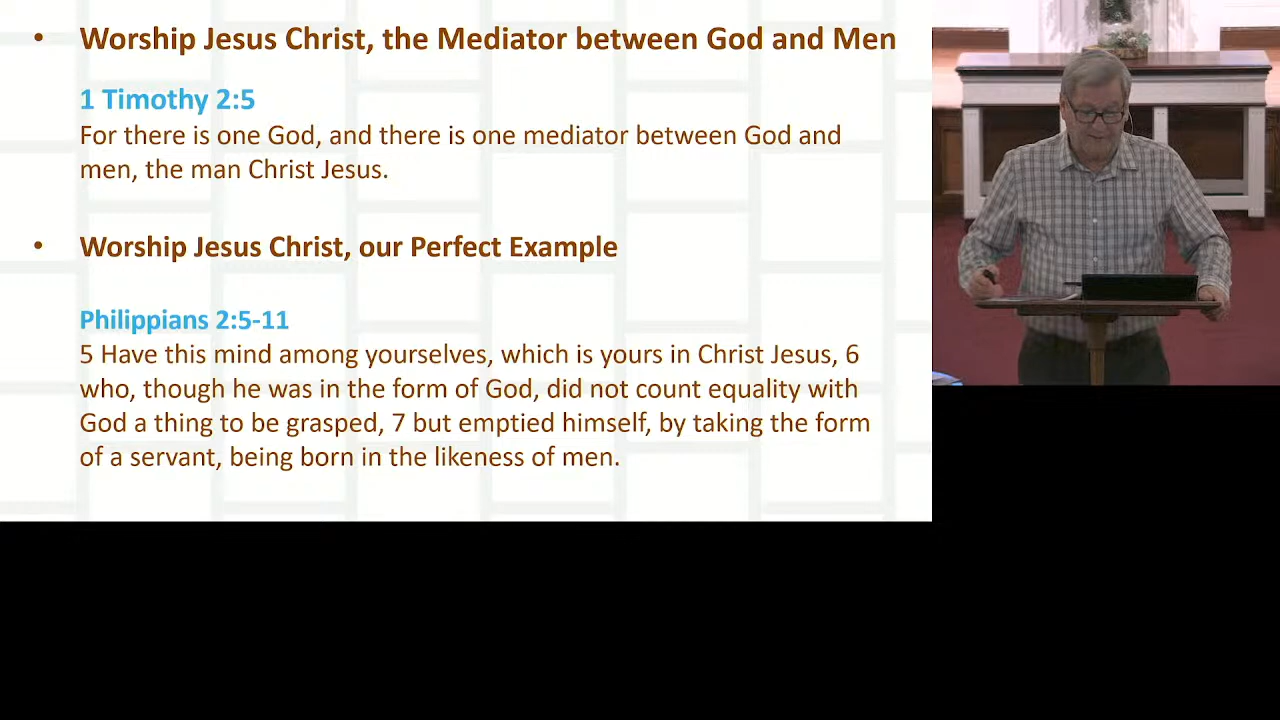 • Worship Jesus Christ, the Mediator between God and Men
1 Timothy 2:5
For there is one God, and there is one mediator between God and
men, the man Christ Jesus.
• Worship Jesus Christ, our Perfect Example
Philippians 2:5-11
5 Have this mind among yourselves, which is yours in Christ Jesus, 6
who, though he was in the form of God, did not count equality with
God a thing to be grasped, 7 but emptied himself, by taking the form
of a servant, being born in the likeness of men.